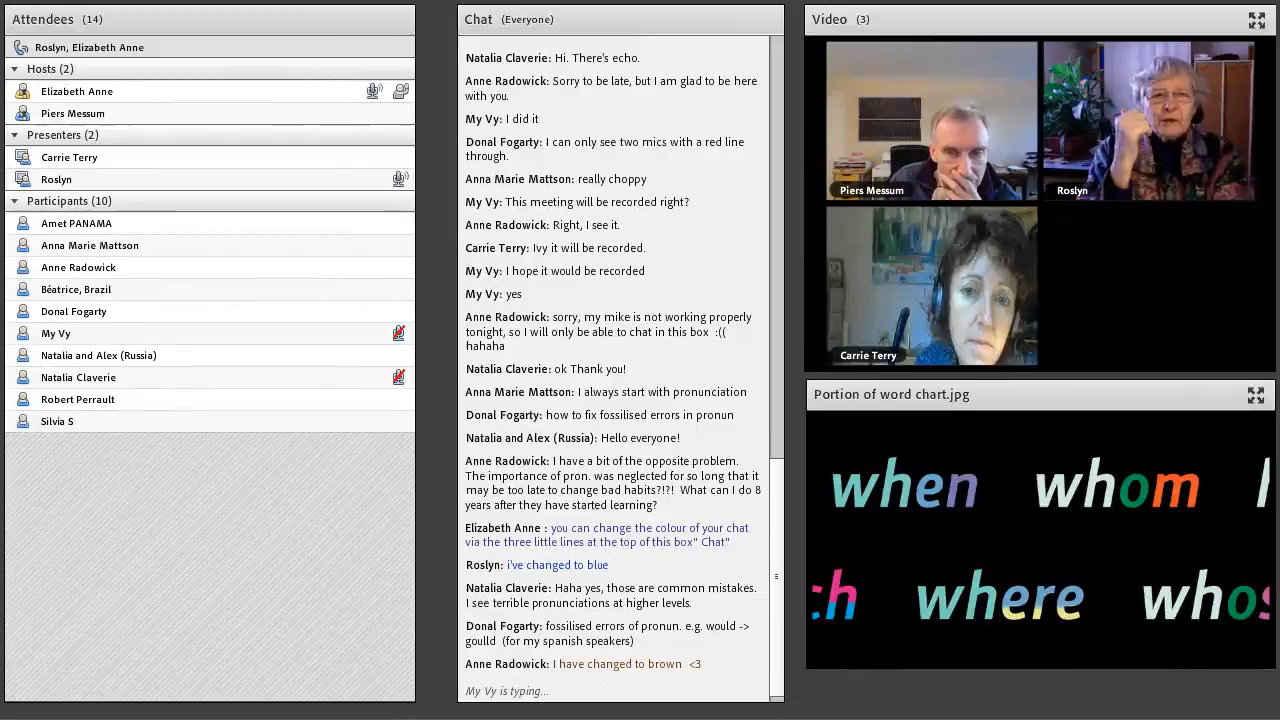 Attendees (14)
Roslyn, Elizabeth Anne
Hosts (2)
Elizabeth Anne
Piers Messum
Presenters (2)
Carrie Terry
Roslyn
Participants (10)
Amet PANAMA
Anna Marie Mattson
Anne Radowick
Béatrice, Brazil
Donal Fogarty
My Vy
Natalia and Alex (Russia)
Natalia Claverie
Robert Perrault
Silvia S
Chat (Everyone)
Natalia Claverie: Hi. There's echo.
Anne Radowick: Sorry to be late, but I am glad to be here
with you.
My Vy: I did it
Donal Fogarty: I can only see two mics with a red line
through.
Anna Marie Mattson: really choppy
My Vy: This meeting will be recorded right?
Anne Radowick: Right, I see it.
Carrie Terry: Ivy it will be recorded.
My Vy: I hope it would be recorded
My Vy: yes
Anne Radowick: sorry, my mike is not working properly
tonight, so I will only be able to chat in this box :((
hahaha
Natalia Claverie: ok Thank you!
Anna Marie Mattson: I always start with pronunciation
Donal Fogarty: how to fix fossilised errors in pronun
Natalia and Alex (Russia): Hello everyone!
Anne Radowick: I have a bit of the opposite problem.
The importance of pron. was neglected for so long that it
may be too late to change bad habits?!?! What can I do 8
years after they have started learning?
Elizabeth Anne : you can change the colour of your chat
via the three little lines at the top of this box" Chat"
Roslyn: i've changed to blue
Natalia Claverie: Haha yes, those are common mistakes.
I see terrible pronunciations at higher levels.
Donal Fogarty: fossilised errors of pronun. e.g. would ->
goulld (for my spanish speakers)
Anne Radowick: I have changed to brown <3
My Vy is typing...
Video (3)
Piers Messum
Roslyn
Carrie Terry
Portion of word chart.jpg
when whom
ch where whos